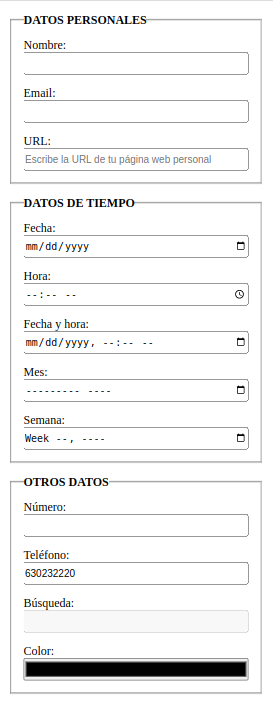 DATOS PERSONALES
Nombre:
Email:
URL:
Escribe la URL de tu página web personal
DATOS DE TIEMPO
Fecha:
mm/dd/yyyy
Hora:
--:-- --
Fecha y hora:
mm/dd/yyyy, --:-- --
Mes:
--------- ----
Semana:
Week --, ----
OTROS DATOS
Número:
Teléfono:
630232220
Búsqueda:
Color: